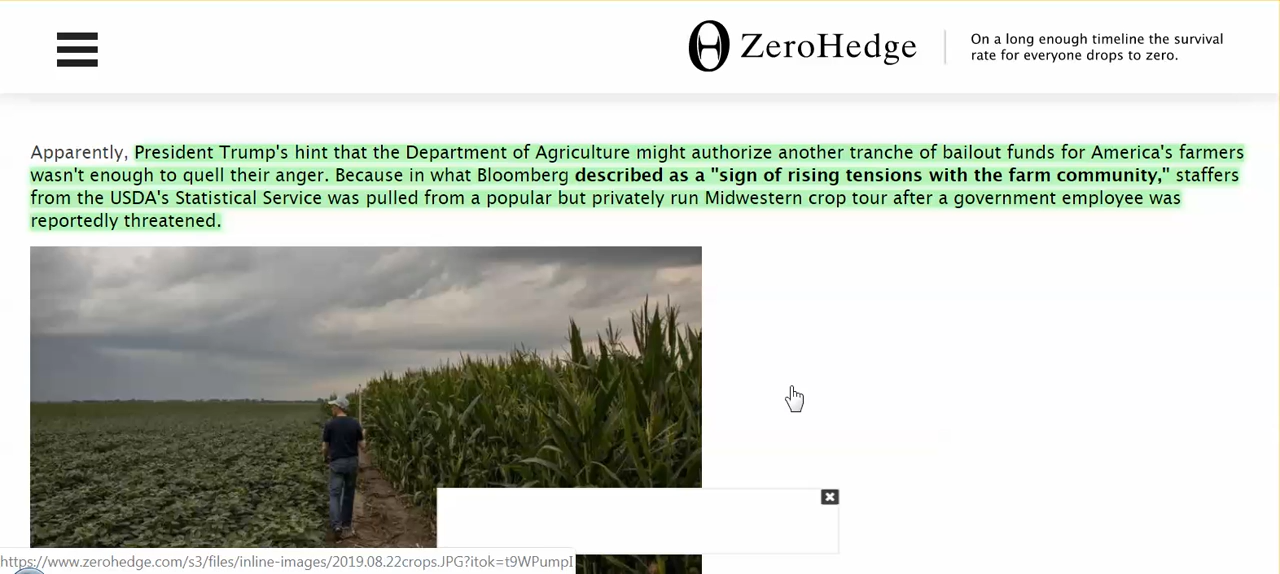 ZeroHedge
On a long enough timeline the survival
rate for everyone drops to zero.
Apparently, President Trump's hint that the Department of Agriculture might authorize another tranche of bailout funds for America's farmers
wasn't enough to quell their anger. Because in what Bloomberg described as a "sign of rising tensions with the farm community," staffers
from the USDA's Statistical Service was pulled from a popular but privately run Midwestern crop tour after a government employee was
reportedly threatened.
https://www.zerohedge.com/s3/files/inline-images/2019.08.22crops.JPG?itok=t9WPumpI